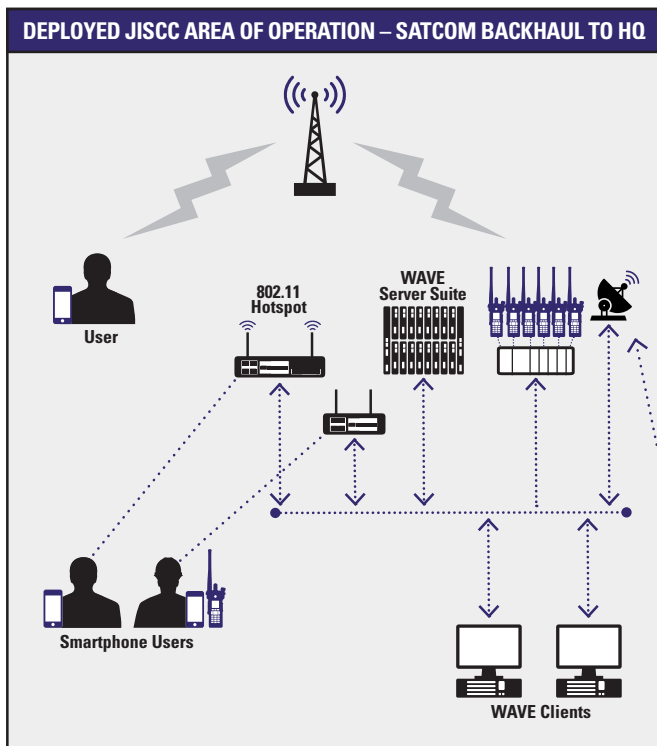 DEPLOYED JISCC AREA OF OPERATION – SATCOM BACKHAUL TO HQ
User
802.11
Hotspot
WAVE
Server Suite
Smartphone Users
WAVE Clients